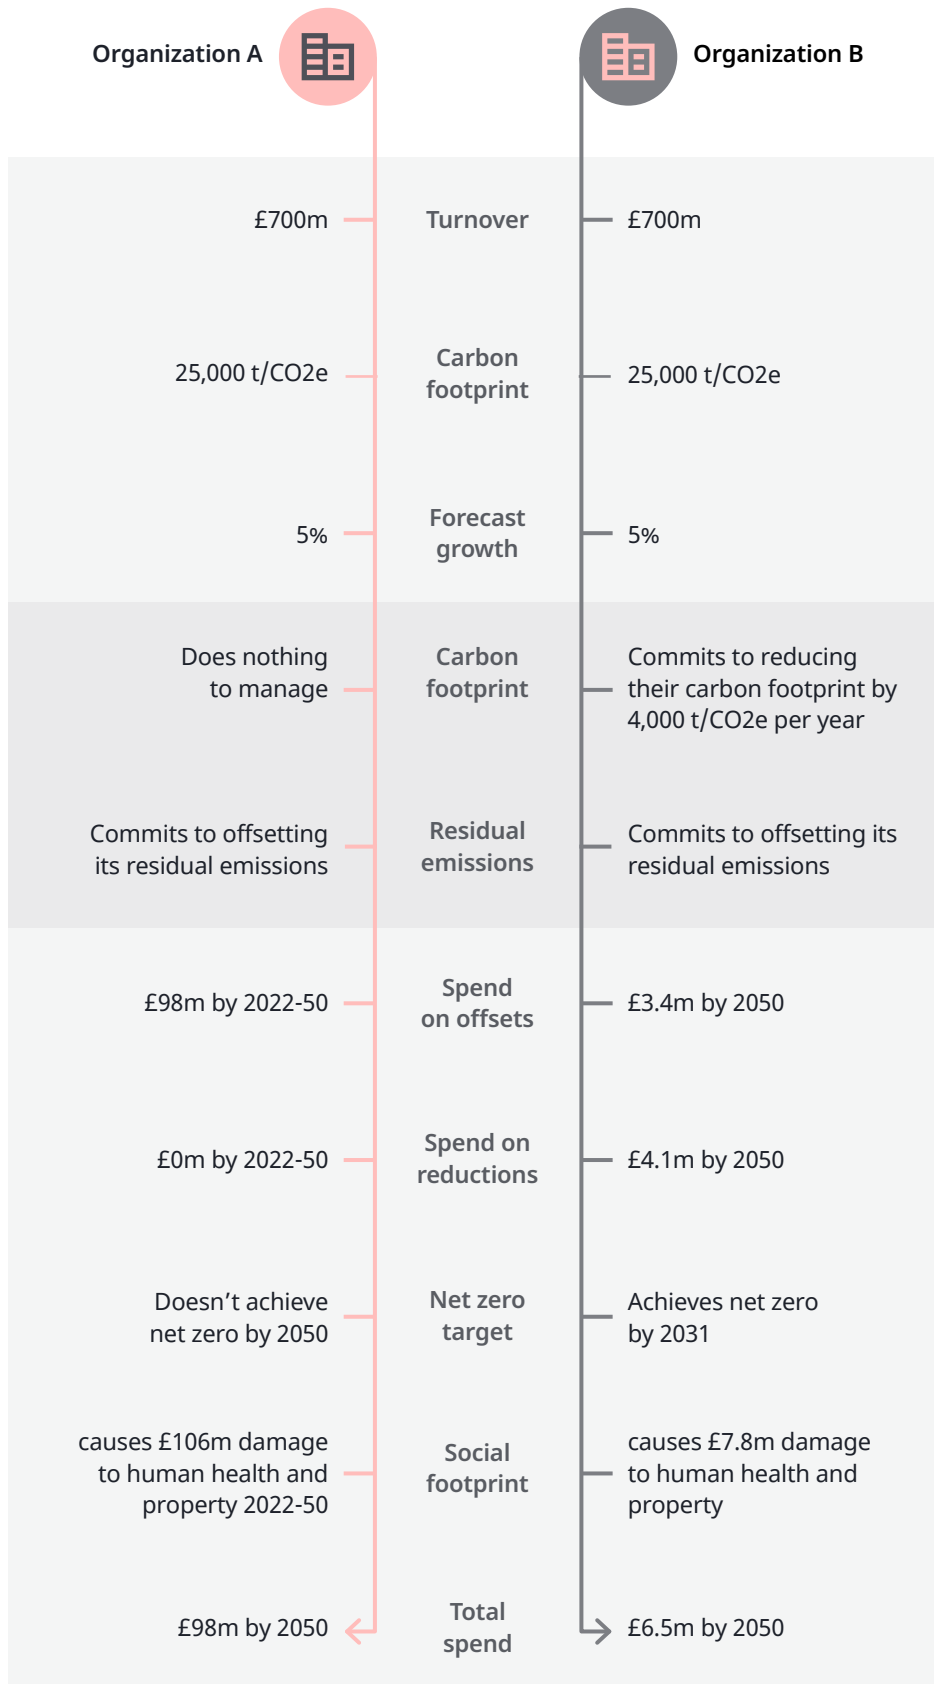 Organization A
Organization B
£700m
Turnover
£700m
25,000 t/CO2e
Carbon
footprint
25,000 t/CO2e
5%
Forecast
growth
5%
Does nothing
to manage
Carbon
footprint
Commits to reducing
their carbon footprint by
4,000 t/CO2e per year
Commits to offsetting
its residual emissions
Residual
emissions
Commits to offsetting its
residual emissions
£98m by 2022-50
Spend
on offsets
£3.4m by 2050
£0m by 2022-50
Spend on
reductions
£4.1m by 2050
Doesn’t achieve
net zero by 2050
Net zero
target
Achieves net zero
by 2031
causes £106m damage
to human health and
property 2022-50
Social
footprint
causes £7.8m damage
to human health and
property
£98m by 2050
Total
spend
£6.5m by 2050